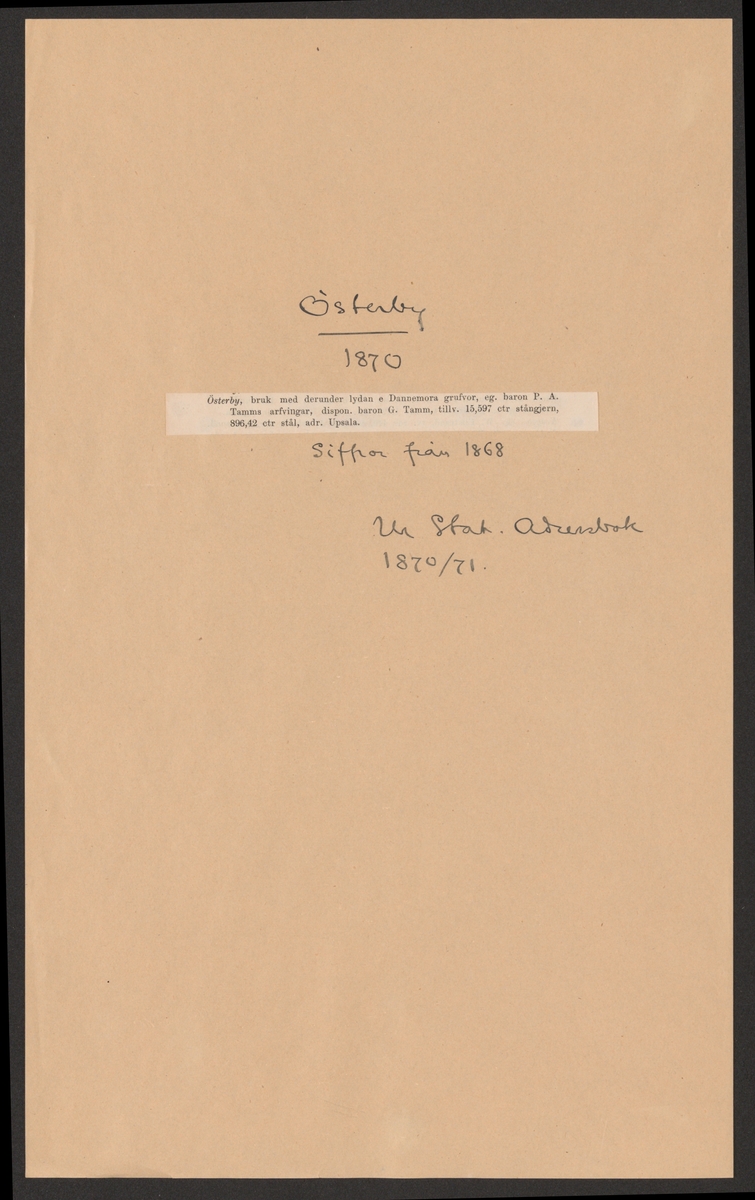 Österby
1870
Österby, bruk med derunder lydan e Dannemora grufvor, eg. baron P. A.
Tamms arfvingar, dispon. baron G. Tamm, tillv. 15,597 ctr stångjern,
896,42 ctr stål, adr. Upsala.
Siffror från 1868
Ur Stat. Adressbok
1870/71.